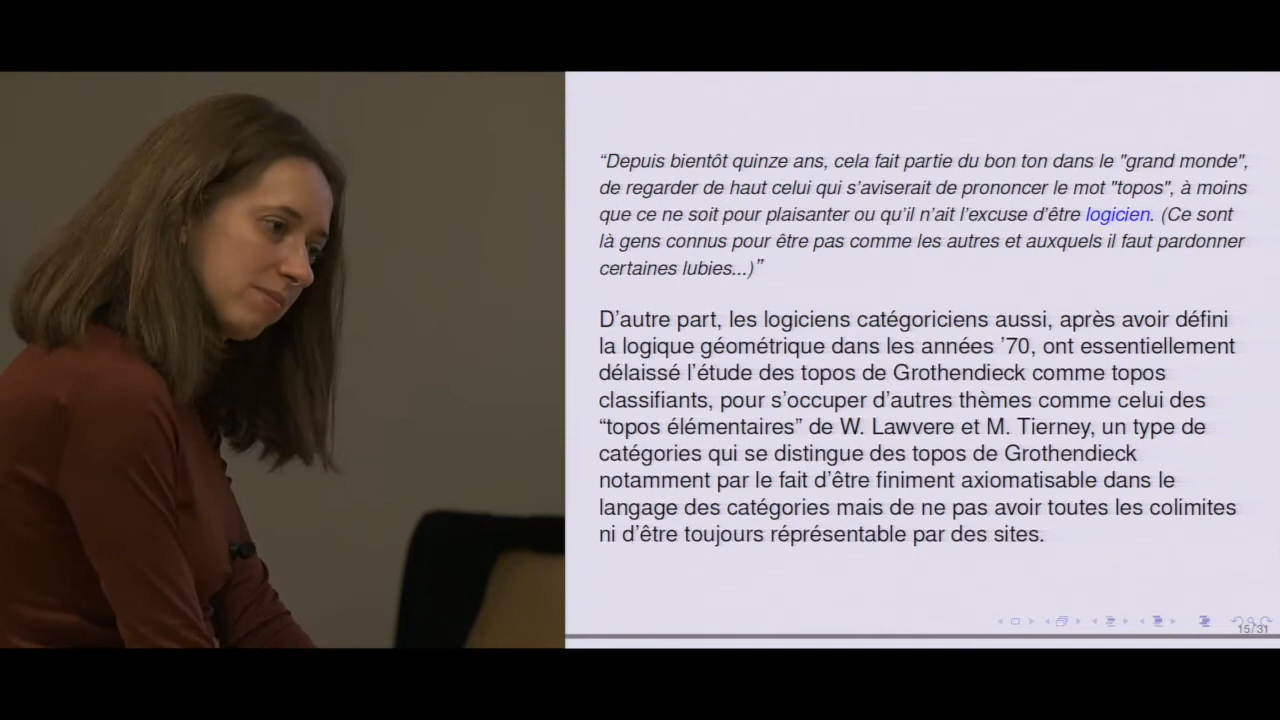 “Depuis bientôt quinze ans, cela fait partie du bon ton dans le "grand monde",
de regarder de haut celui qui s’aviserait de prononcer le mot "topos", à moins
que ce ne soit pour plaisanter ou qu’il n’ait l’excuse d’être logicien. (Ce sont
là gens connus pour être pas comme les autres et auxquels il faut pardonner
certaines lubies...)”
D’autre part, les logiciens catégoriciens aussi, après avoir défini
la logique géométrique dans les années ’70, ont essentiellement
délaissé l’étude des topos de Grothendieck comme topos
classifiants, pour s’occuper d’autres thèmes comme celui des
“topos élémentaires” de W. Lawvere et M. Tierney, un type de
catégories qui se distingue des topos de Grothendieck
notamment par le fait d’être finiment axiomatisable dans le
langage des catégories mais de ne pas avoir toutes les colimites
ni d’être toujours réprésentable par des sites.
15/31